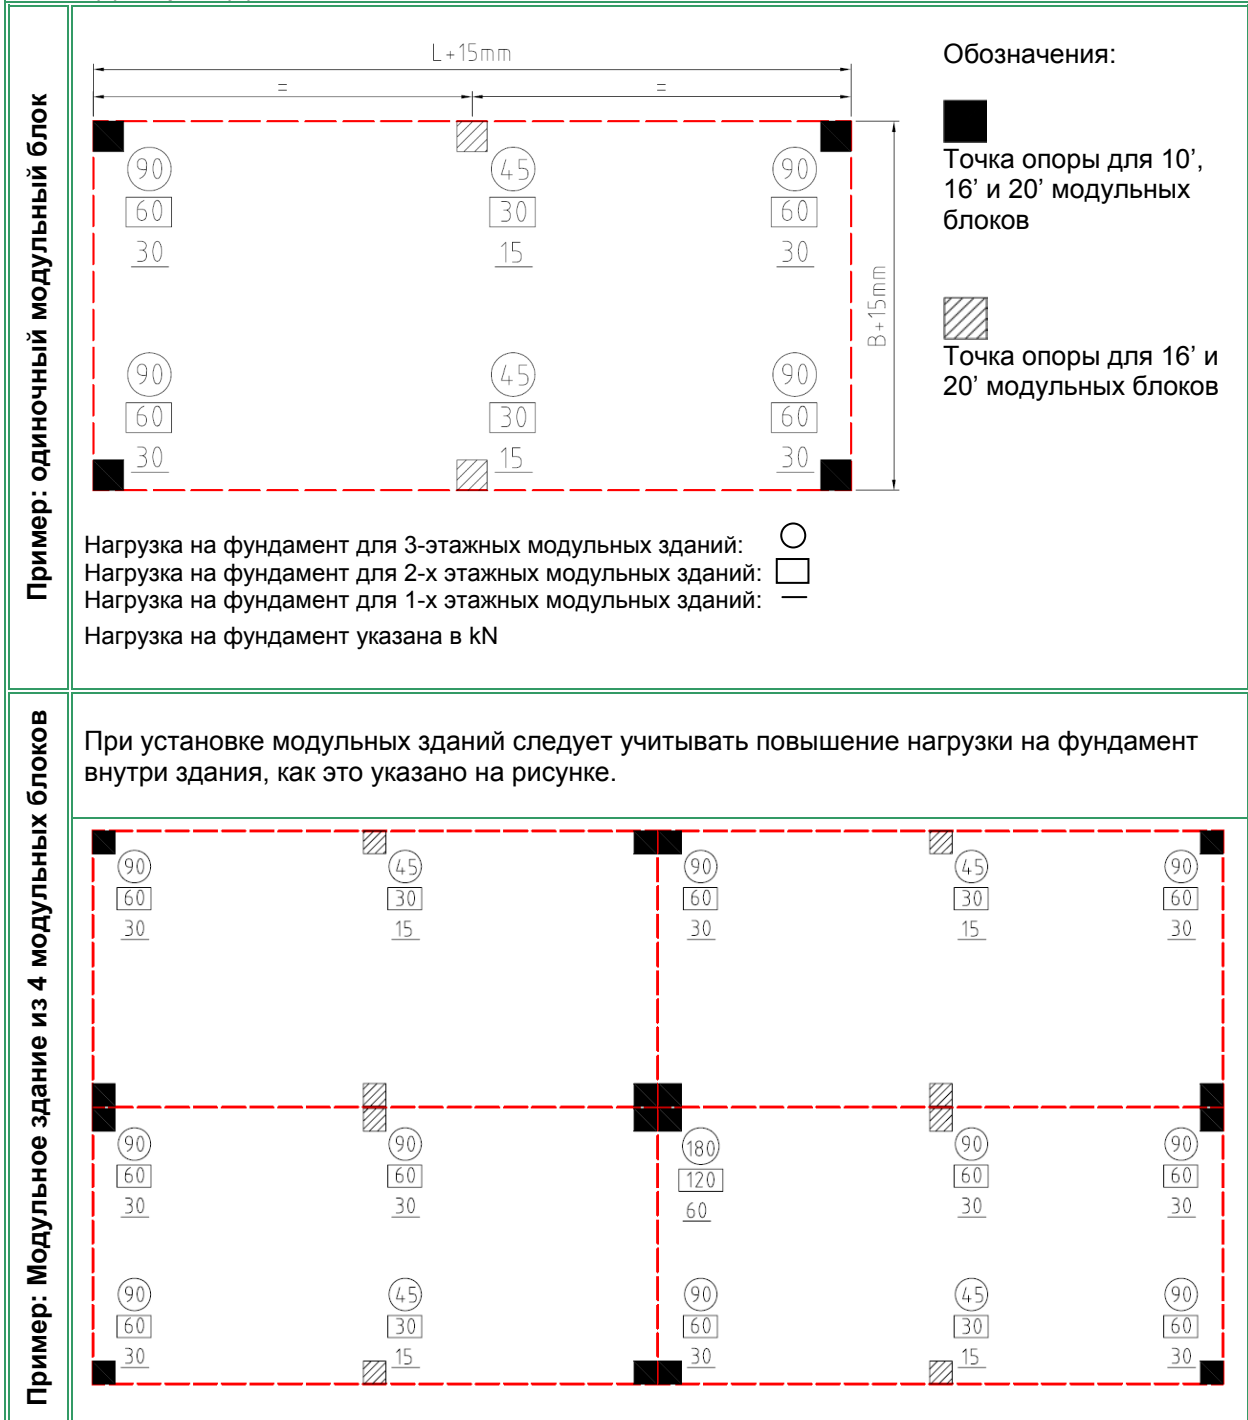 Пример: одиночный модульный блок
L+15mm
= =
90 45 90
60 30 60
30 15 30
B+15mm
90 45 90
60 30 60
30 15 30
Обозначения:
Точка опоры для 10’,
16’ и 20’ модульных
блоков
Точка опоры для 16’ и
20’ модульных блоков
Нагрузка на фундамент для 3-этажных модульных зданий:
Нагрузка на фундамент для 2-х этажных модульных зданий:
Нагрузка на фундамент для 1-х этажных модульных зданий:
Нагрузка на фундамент указана в kN
Пример: Модульное здание из 4 модульных блоков
При установке модульных зданий следует учитывать повышение нагрузки на фундамент
внутри здания, как это указано на рисунке.
90 45 90 45 90
60 30 60 30 60
30 15 30 15 30
90 90 180 90 90
60 60 120 60 60
30 30 60 30 30
90 45 90 45 90
60 30 60 30 60
30 15 30 15 30